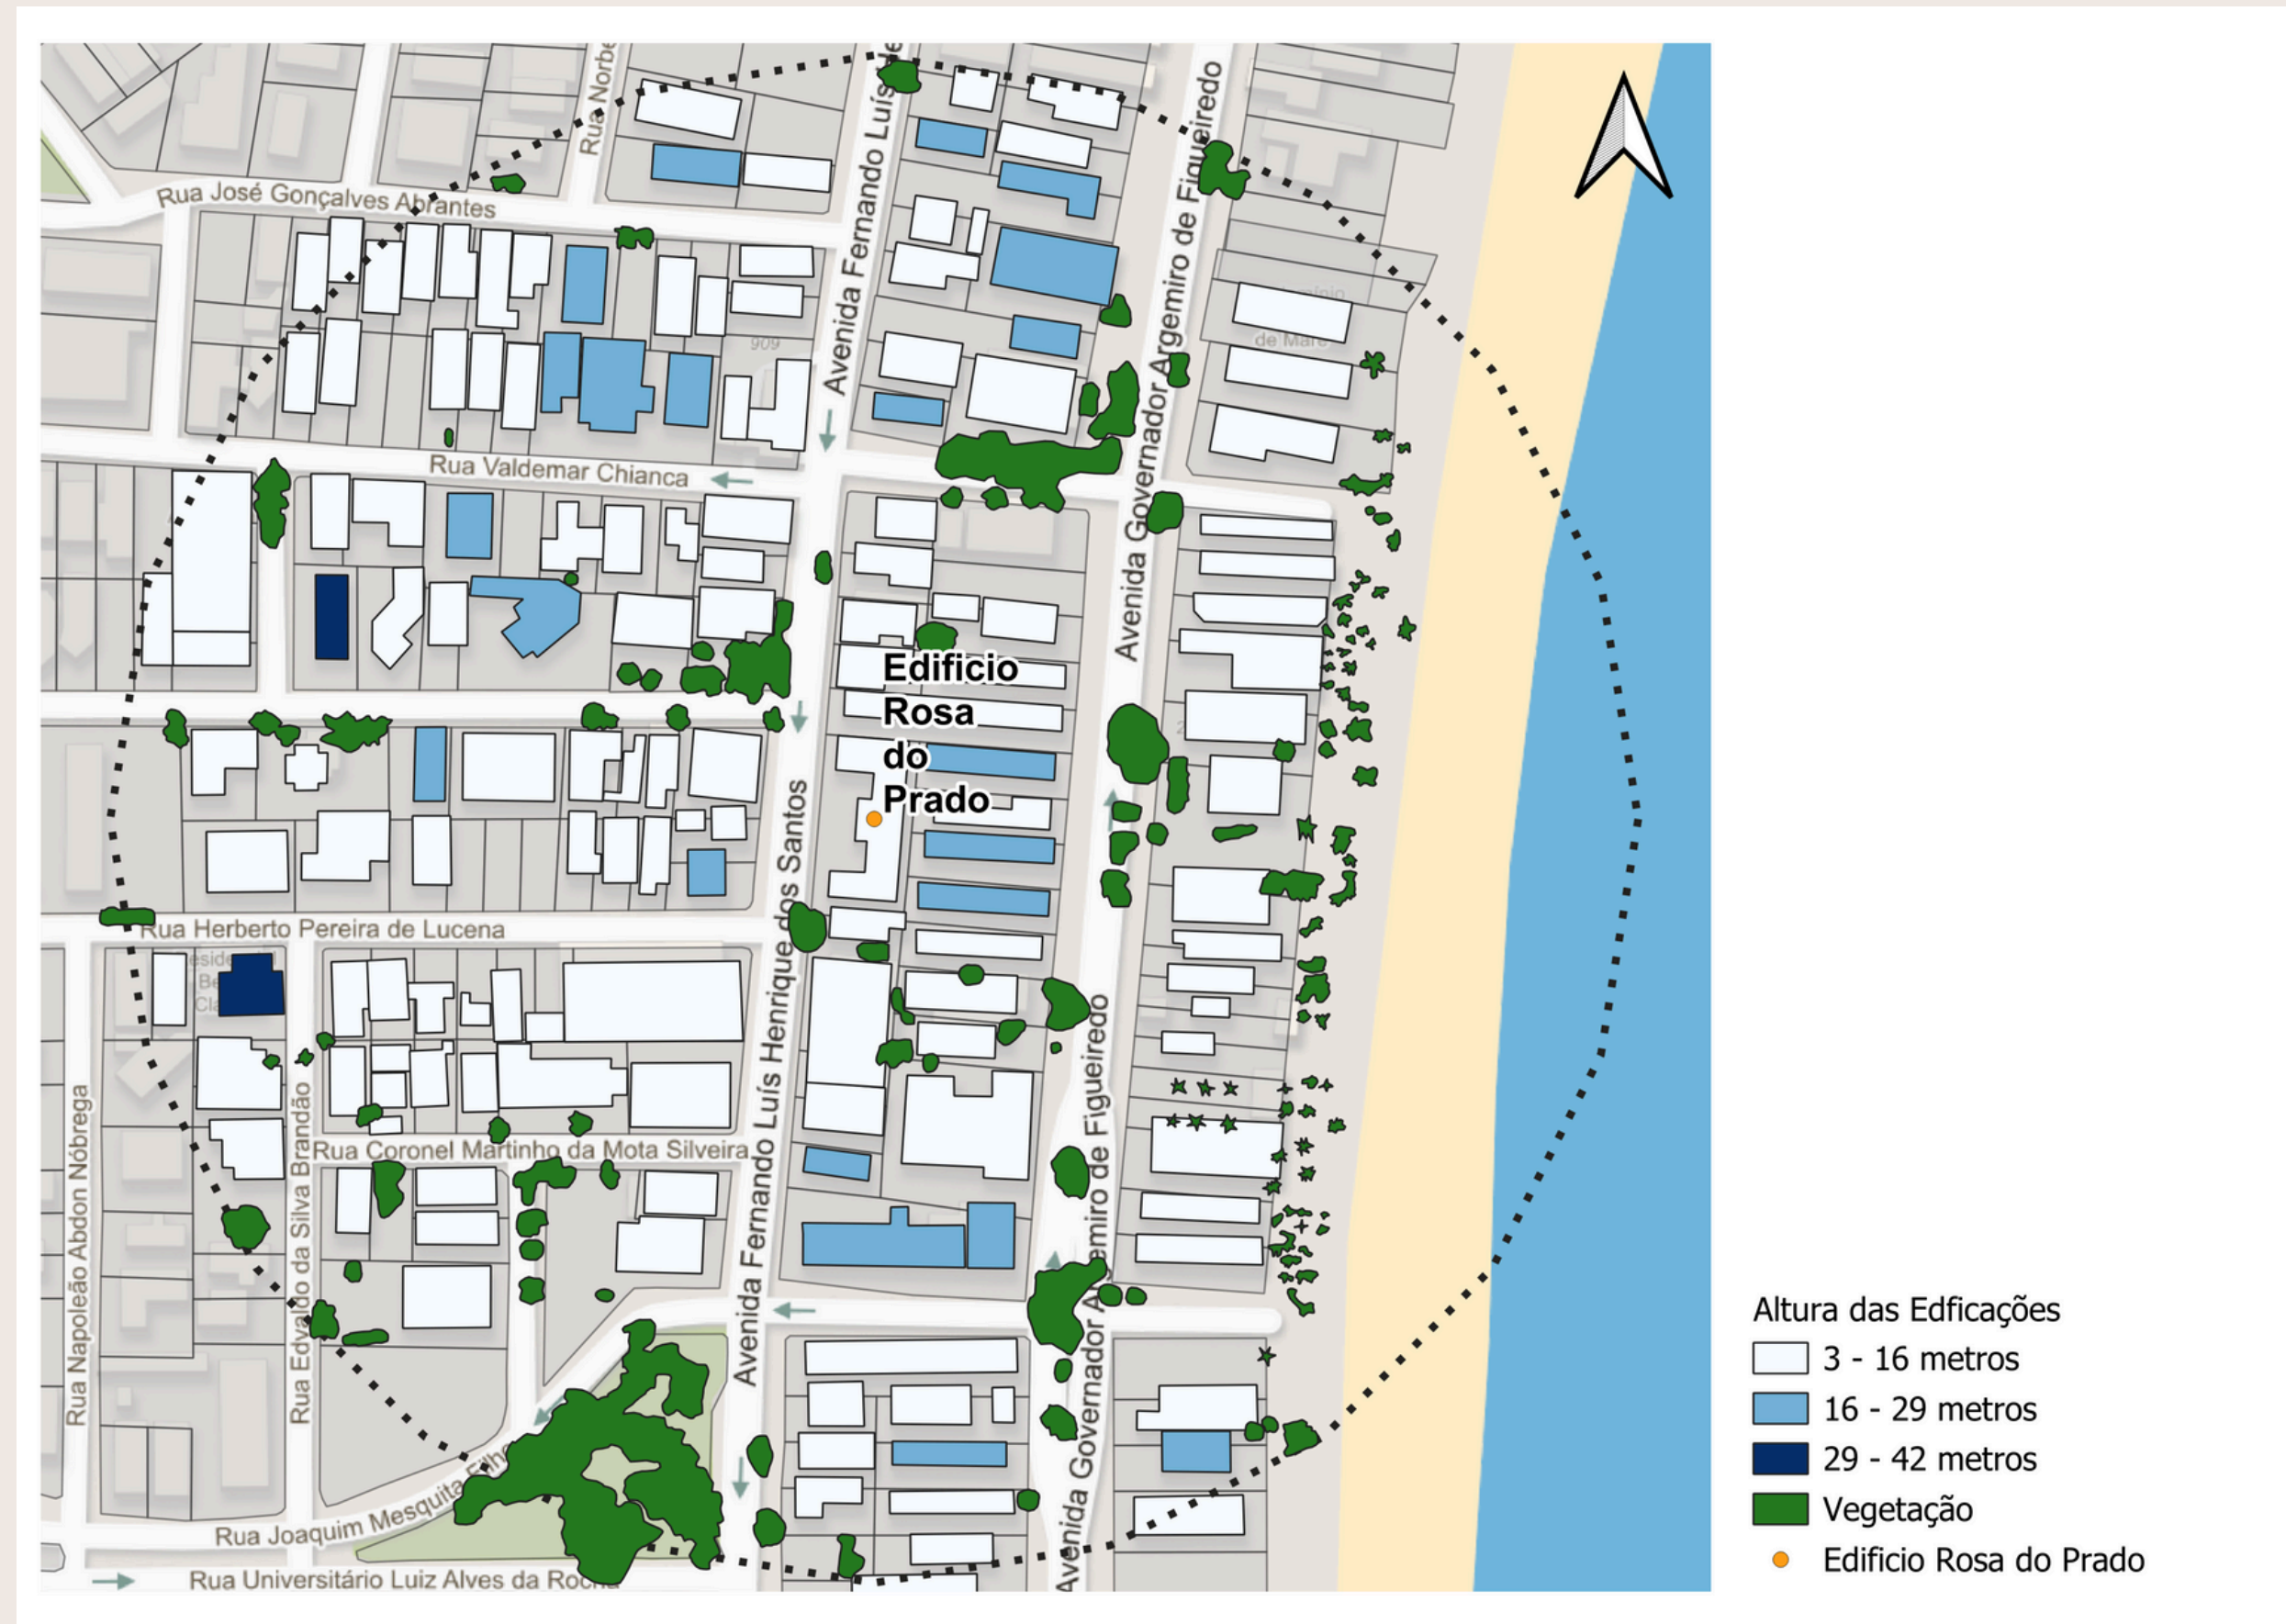 Rua Norbe
Avenida Fernando Luís He
Rua José Gonçalves Abrantes
Avenida Governador Argemiro de Figueiredo
de Maré
909
Rua Valdemar Chianca
Edificio
Rosa
do
Prado
Avenida Fernando Luís Henrique dos Santos
Rua Herberto Pereira de Lucena
Avenida Governador Argemiro de Figueiredo
Rua Napoleão Abdon Nóbrega
Rua Edvaldo da Silva Brandão
Rua Coronel Martinho da Mota Silveira
Rua Joaquim Mesquita Filho
Rua Universitário Luiz Alves da Rocha
Altura das Edficações
3 - 16 metros
16 - 29 metros
29 - 42 metros
Vegetação
Edificio Rosa do Prado